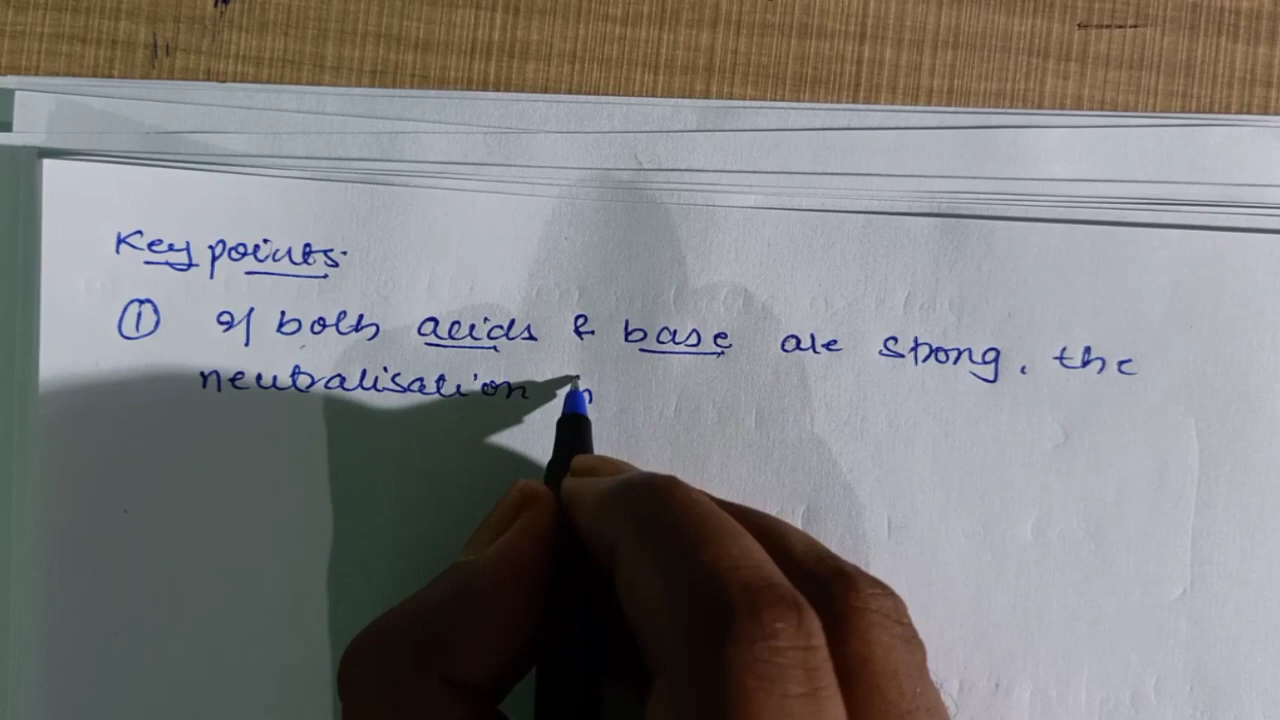 Key points.
① If both acids & base are strong, the
neutralisation